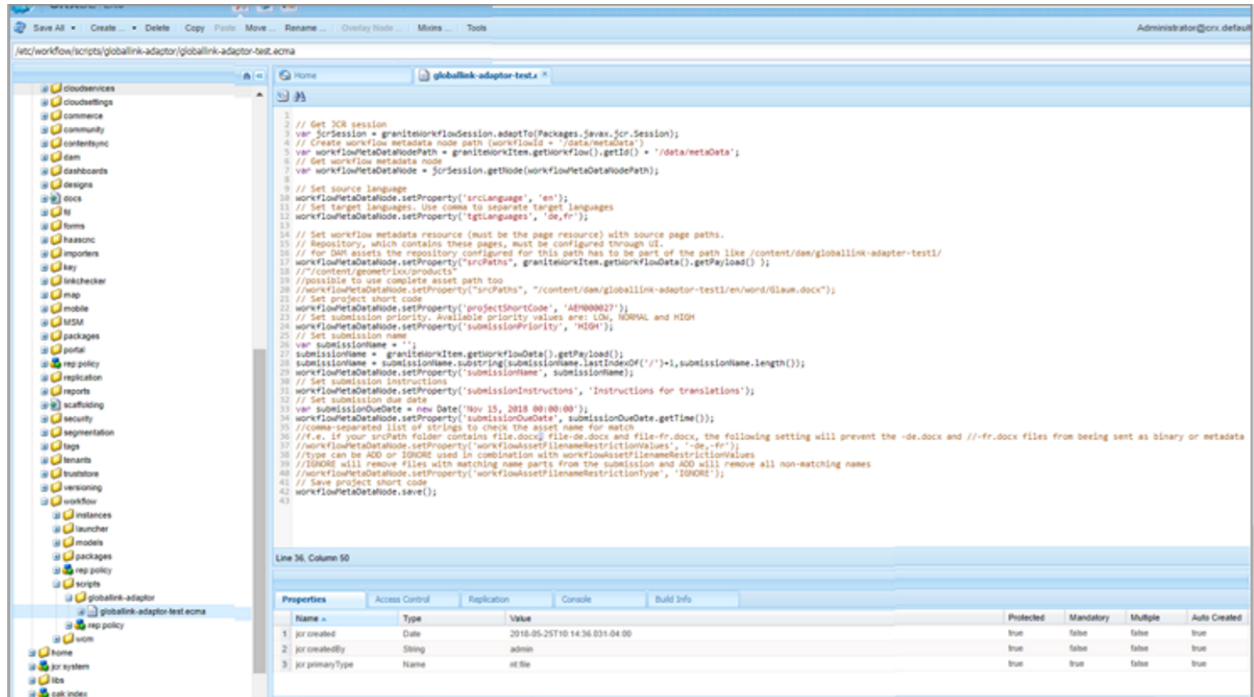 Save All Create ... Delete Copy Paste Move ... Rename ... Overlay Node ... Mixins ... Tools Administrator@crx.default
/etc/workflow/scripts/globallink-adaptor/globallink-adaptor-test.ecma
cloudservices
cloudsettings
commerce
community
contentsync
dam
dashboards
designs
docs
fd
forms
haascnc
importers
key
linkchecker
map
mobile
MSM
packages
portal
rep:policy
replication
reports
scaffolding
security
segmentation
tags
tenants
truststore
versioning
workflow
instances
launcher
models
packages
rep:policy
scripts
globallink-adaptor
globallink-adaptor-test.ecma
rep:policy
wcm
home
jcr:system
libs
oak:index
Home globallink-adaptor-test.e
1
2 // Get JCR session
3 var jcrSession = graniteWorkflowSession.adaptTo(Packages.javax.jcr.Session);
4 // Create workflow metadata node path (workflowId + '/data/metaData')
5 var workflowMetaDataNodePath = graniteWorkItem.getWorkflow().getId() + '/data/metaData';
6 // Get workflow metadata node
7 var workflowMetaDataNode = jcrSession.getNode(workflowMetaDataNodePath);
8
9 // Set source language
10 workflowMetaDataNode.setProperty('srcLanguage', 'en');
11 // Set target languages. Use comma to separate target languages
12 workflowMetaDataNode.setProperty('tgtLanguages', 'de,fr');
13
14 // Set workflow metadata resource (must be the page resource) with source page paths.
15 // Repository, which contains these pages, must be configured through UI.
16 // for DAM assets the repository configured for this path has to be part of the path like /content/dam/globallink-adapter-test1/
17 workflowMetaDataNode.setProperty("srcPaths", graniteWorkItem.getWorkflowData().getPayload() );
18 //"/content/geometrixx/products"
19 //possible to use complete asset path too
20 //workflowMetaDataNode.setProperty("srcPaths", "/content/dam/globallink-adapter-test1/en/word/Glaum.docx");
21 // Set project short code
22 workflowMetaDataNode.setProperty('projectShortCode', 'AEM000027');
23 // Set submission priority. Available priority values are: LOW, NORMAL and HIGH
24 workflowMetaDataNode.setProperty('submissionPriority', 'HIGH');
25 // Set submission name
26 var submissionName = '';
27 submissionName = graniteWorkItem.getWorkflowData().getPayload();
28 submissionName = submissionName.substring(submissionName.lastIndexOf('/')+1,submissionName.length());
29 workflowMetaDataNode.setProperty('submissionName', submissionName);
30 // Set submission instructions
31 workflowMetaDataNode.setProperty('submissionInstructons', 'Instructions for translations');
32 // Set submission due date
33 var submissionDueDate = new Date('Nov 15, 2018 00:00:00');
34 workflowMetaDataNode.setProperty('submissionDueDate', submissionDueDate.getTime());
35 //comma-separated list of strings to check the asset name for match
36 //f.e. if your srcPath folder contains file.docx, file-de.docx and file-fr.docx, the following setting will prevent the -de.docx and //-fr.docx files from beeing sent as binary or metadata
37 //workflowMetaDataNode.setProperty('workflowAssetFilenameRestrictionValues', '-de,-fr');
38 //type can be ADD or IGNORE used in combination with workflowAssetFilenameRestrictionValues
39 //IGNORE will remove files with matching name parts from the submission and ADD will remove all non-matching names
40 //workflowMetaDataNode.setProperty('workflowAssetFilenameRestrictionType', 'IGNORE');
41 // Save project short code
42 workflowMetaDataNode.save();
43
Line 36, Column 50
Properties Access Control Replication Console Build Info
Name Type Value Protected Mandatory Multiple Auto Created
1 jcr:created Date 2018-05-25T10:14:36.031-04:00 true false false true
2 jcr:createdBy String admin true false false true
3 jcr:primaryType Name nt:file true true false true